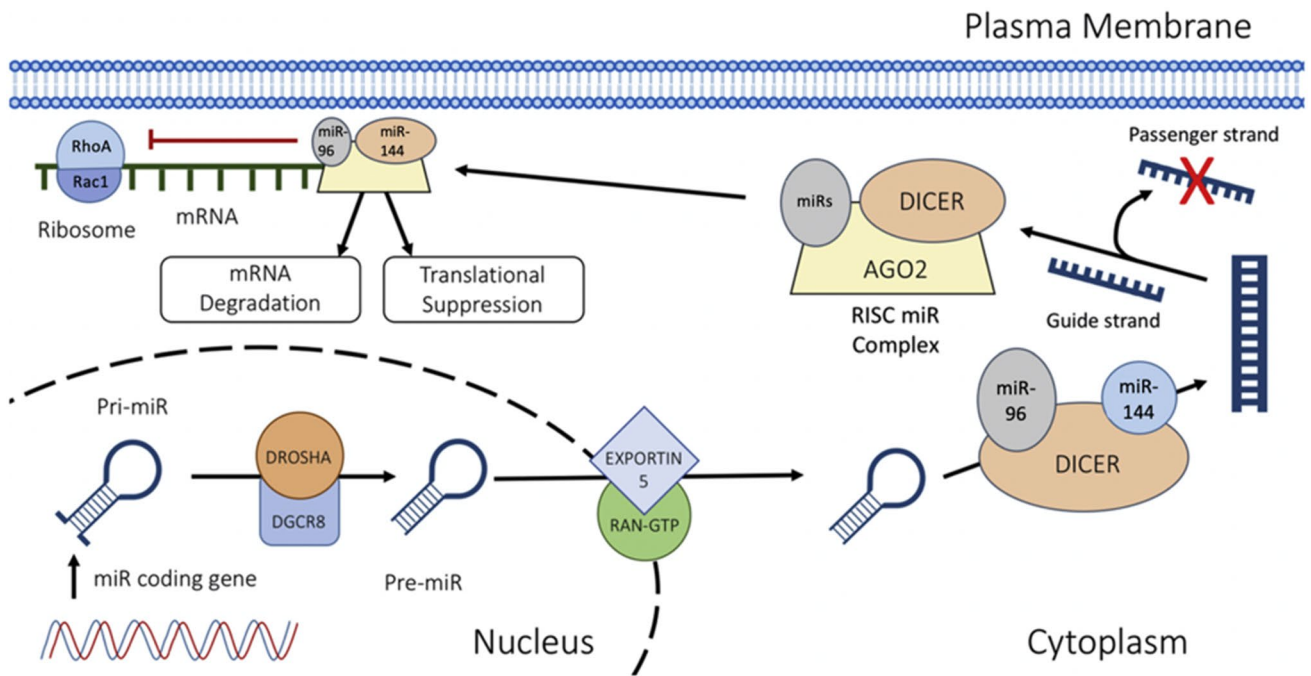 Plasma Membrane
RhoA
Rac1
Ribosome
mRNA
miR-
96
miR-
144
mRNA
Degradation
Translational
Suppression
miRs
DICER
AGO2
RISC miR
Complex
Passenger strand
Guide strand
miR-
96
miR-
144
DICER
Pri-miR
DROSHA
DGCR8
Pre-miR
EXPORTIN
5
RAN-GTP
miR coding gene
Nucleus
Cytoplasm